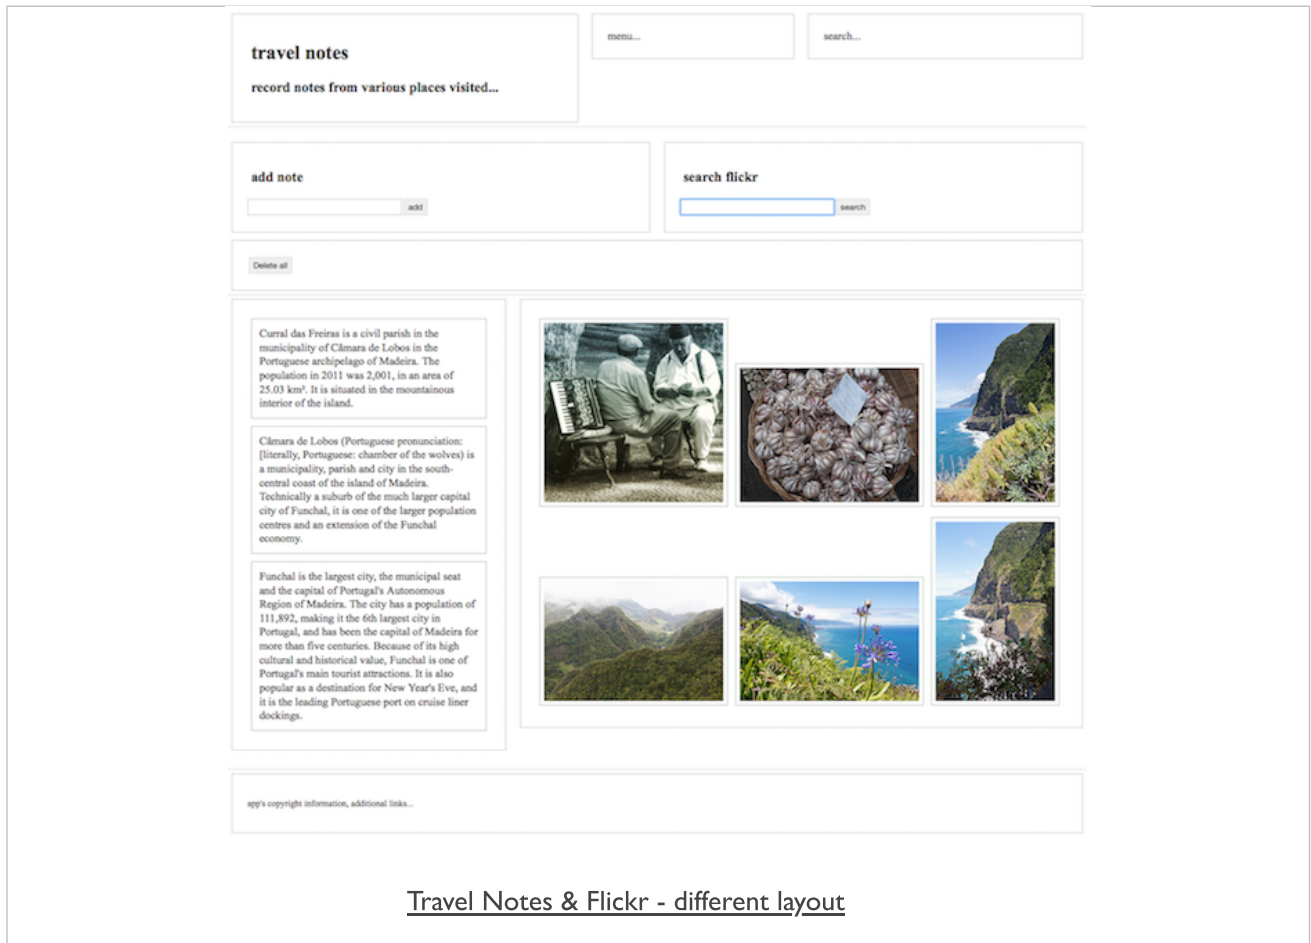 travel notes
record notes from various places visited...
menu...
search...
add note
add
search flickr
search
Delete all
Curral das Freiras is a civil parish in the
municipality of Câmara de Lobos in the
Portuguese archipelago of Madeira. The
population in 2011 was 2,001, in an area of
25.03 km². It is situated in the mountainous
interior of the island.
Câmara de Lobos (Portuguese pronunciation:
[literally, Portuguese: chamber of the wolves) is
a municipality, parish and city in the south-
central coast of the island of Madeira.
Technically a suburb of the much larger capital
city of Funchal, it is one of the larger population
centres and an extension of the Funchal
economy.
Funchal is the largest city, the municipal seat
and the capital of Portugal's Autonomous
Region of Madeira. The city has a population of
111,892, making it the 6th largest city in
Portugal, and has been the capital of Madeira for
more than five centuries. Because of its high
cultural and historical value, Funchal is one of
Portugal's main tourist attractions. It is also
popular as a destination for New Year's Eve, and
it is the leading Portuguese port on cruise liner
dockings.
app's copyright information, additional links...
Travel Notes & Flickr - different layout